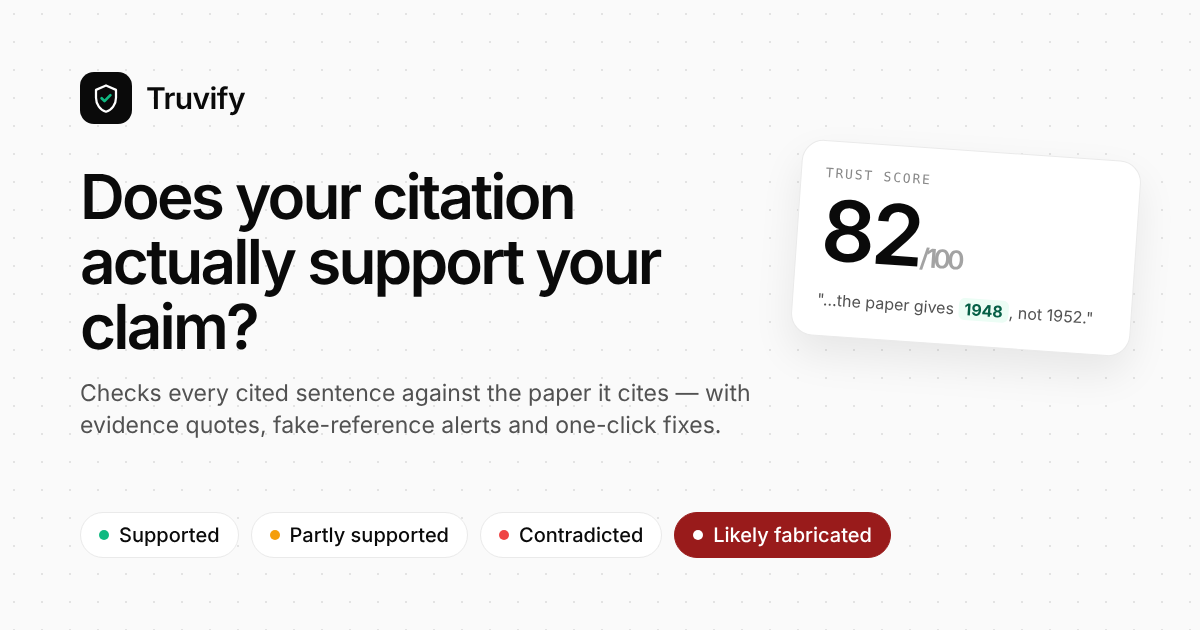 Truvify
Does your citation
actually support your
claim?
Checks every cited sentence against the paper it cites — with
evidence quotes, fake-reference alerts and one-click fixes.
TRUST SCORE
82/100
"...the paper gives 1948 , not 1952."
Supported
Partly supported
Contradicted
Likely fabricated